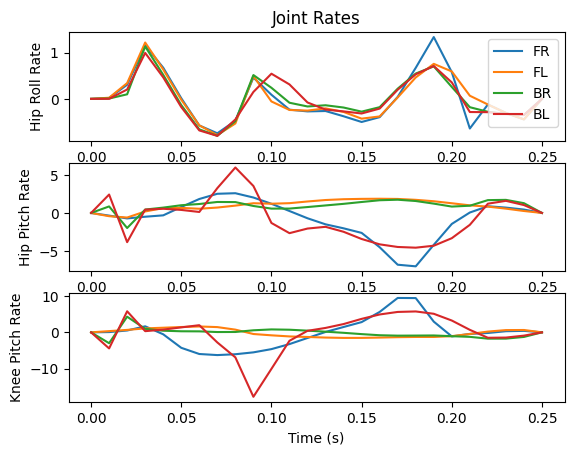 Joint Rates
Hip Roll Rate
1
0
FR
FL
BR
BL
0.00 0.05 0.10 0.15 0.20 0.25
Hip Pitch Rate
5
0
−5
0.00 0.05 0.10 0.15 0.20 0.25
Knee Pitch Rate
10
0
−10
0.00 0.05 0.10 0.15 0.20 0.25
Time (s)